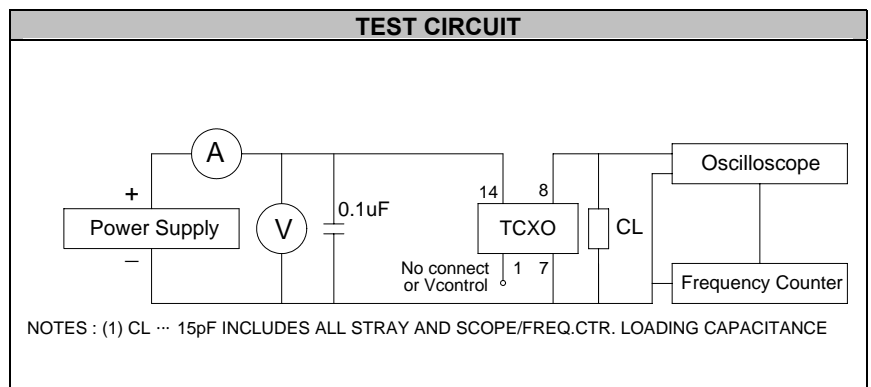 TEST CIRCUIT
A
Oscilloscope
+
14
8
0.1uF
Power Supply
V
TCXO
CL
–
No connect
or Vcontrol
1
7
Frequency Counter
NOTES : (1) CL ··· 15pF INCLUDES ALL STRAY AND SCOPE/FREQ.CTR. LOADING CAPACITANCE